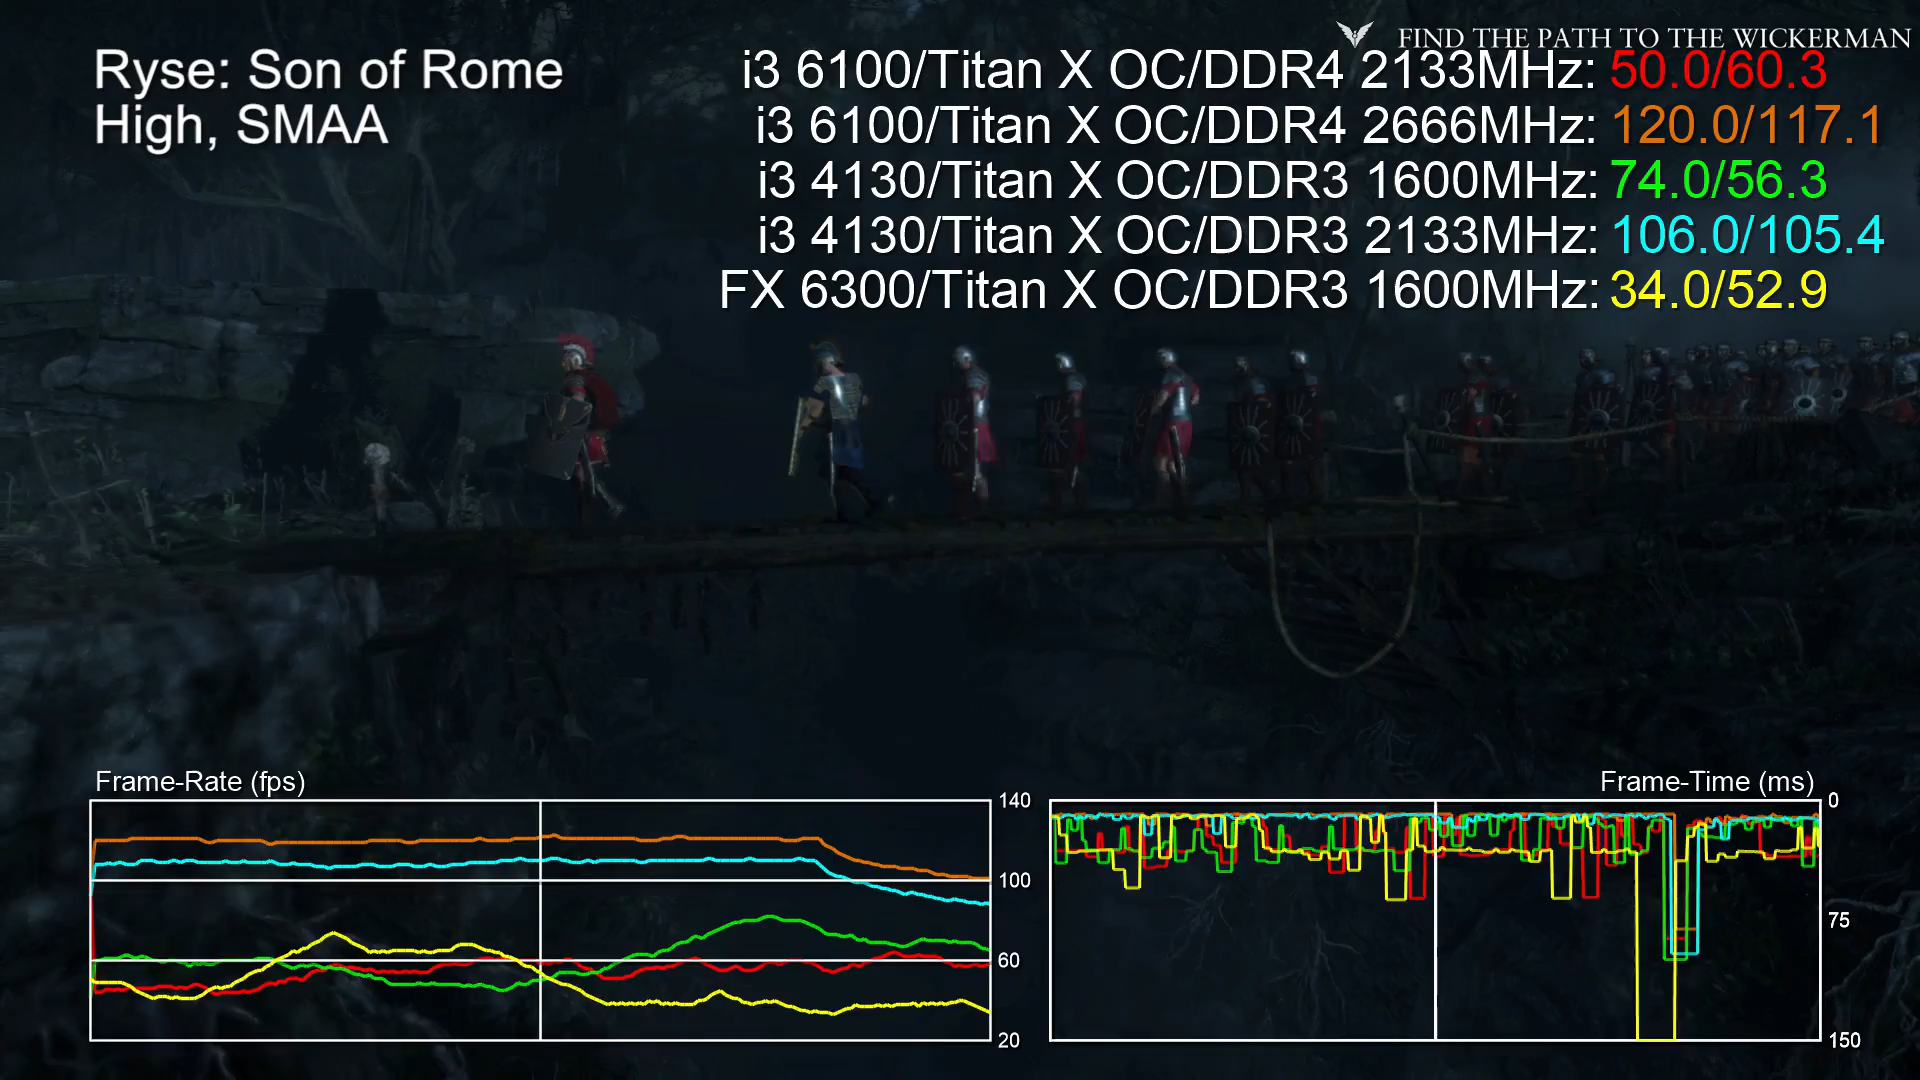 FIND THE PATH TO THE WICKERMAN
Ryse: Son of Rome
High, SMAA
i3 6100/Titan X OC/DDR4 2133MHz: 50.0/60.3
i3 6100/Titan X OC/DDR4 2666MHz: 120.0/117.1
i3 4130/Titan X OC/DDR3 1600MHz: 74.0/56.3
i3 4130/Titan X OC/DDR3 2133MHz: 106.0/105.4
FX 6300/Titan X OC/DDR3 1600MHz: 34.0/52.9
Frame-Rate (fps)
140
100
60
20
Frame-Time (ms)
0
75
150